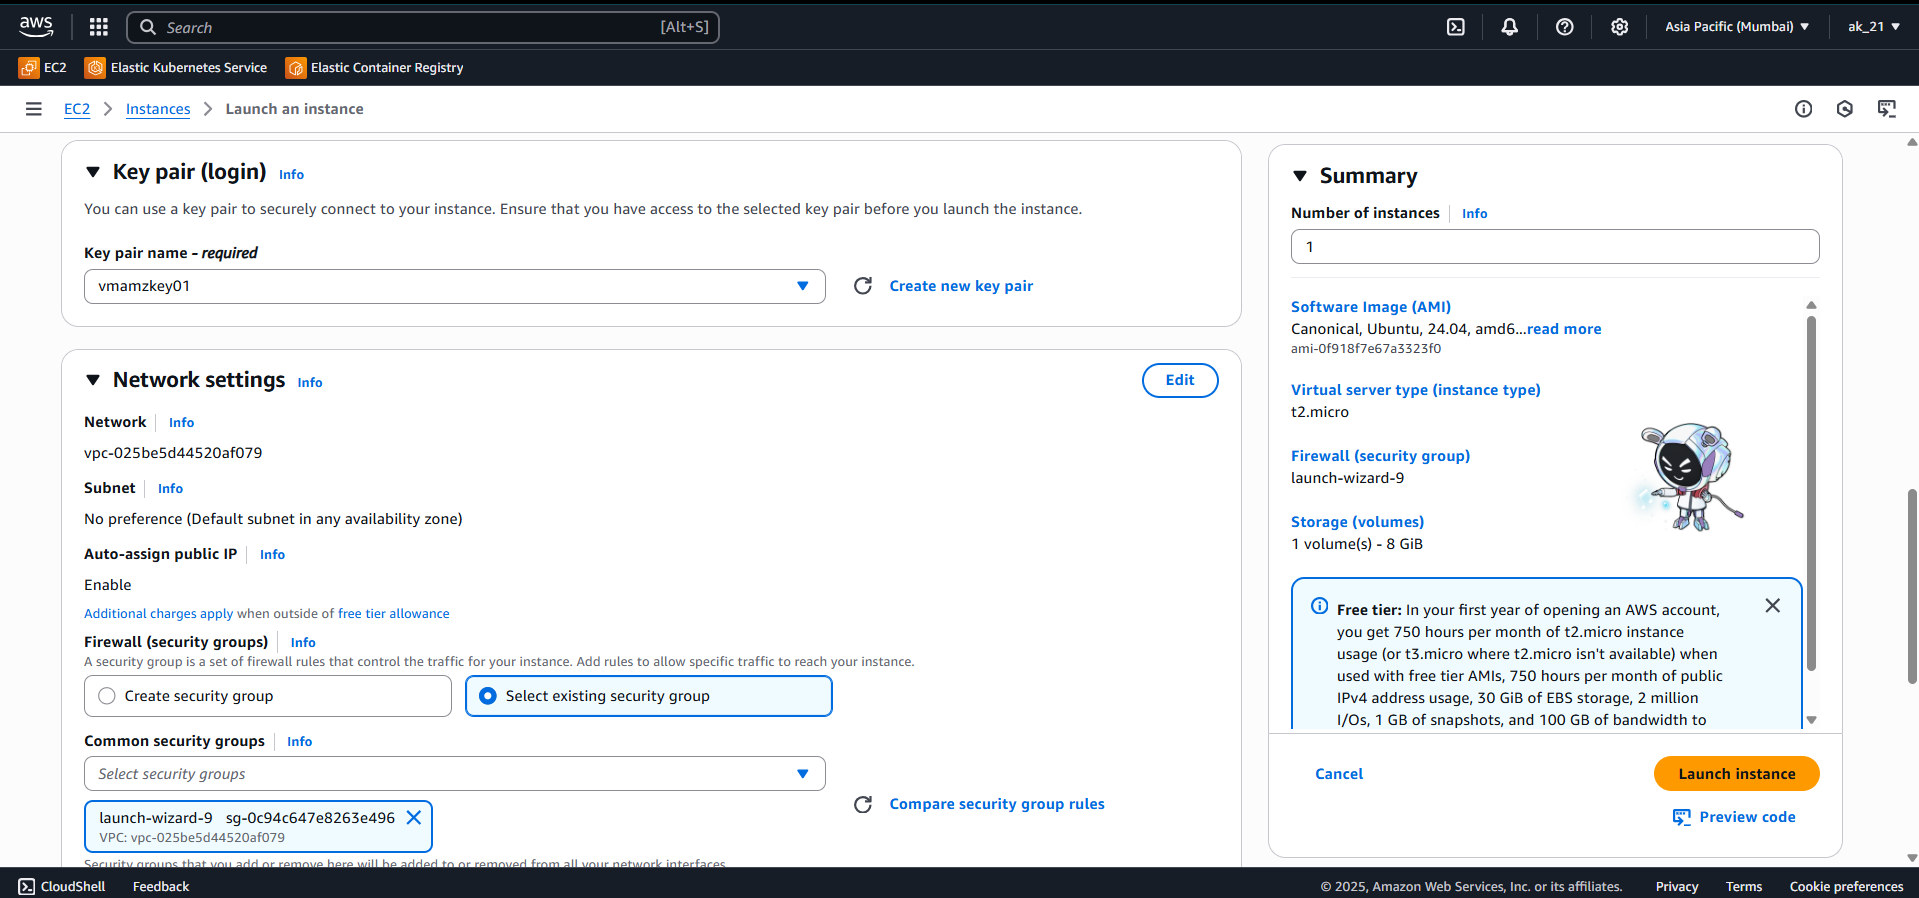 aws
Search [Alt+S]
Asia Pacific (Mumbai)
ak_21
EC2
Elastic Kubernetes Service
Elastic Container Registry
EC2
Instances
Launch an instance
Key pair (login) Info
You can use a key pair to securely connect to your instance. Ensure that you have access to the selected key pair before you launch the instance.
Key pair name - required
vmamzkey01
Create new key pair
Network settings Info
Edit
Network Info
vpc-025be5d44520af079
Subnet Info
No preference (Default subnet in any availability zone)
Auto-assign public IP Info
Enable
Additional charges apply when outside of free tier allowance
Firewall (security groups) Info
A security group is a set of firewall rules that control the traffic for your instance. Add rules to allow specific traffic to reach your instance.
Create security group
Select existing security group
Common security groups Info
Select security groups
launch-wizard-9 sg-0c94c647e8263e496
VPC: vpc-025be5d44520af079
Compare security group rules
Security groups that you add or remove here will be added to or removed from all your network interfaces.
Summary
Number of instances Info
1
Software Image (AMI)
Canonical, Ubuntu, 24.04, amd6...read more
ami-0f918f7e67a3323f0
Virtual server type (instance type)
t2.micro
Firewall (security group)
launch-wizard-9
Storage (volumes)
1 volume(s) - 8 GiB
Free tier: In your first year of opening an AWS account,
you get 750 hours per month of t2.micro instance
usage (or t3.micro where t2.micro isn't available) when
used with free tier AMIs, 750 hours per month of public
IPv4 address usage, 30 GiB of EBS storage, 2 million
I/Os, 1 GB of snapshots, and 100 GB of bandwidth to
Cancel
Launch instance
Preview code
CloudShell
Feedback
© 2025, Amazon Web Services, Inc. or its affiliates.
Privacy
Terms
Cookie preferences